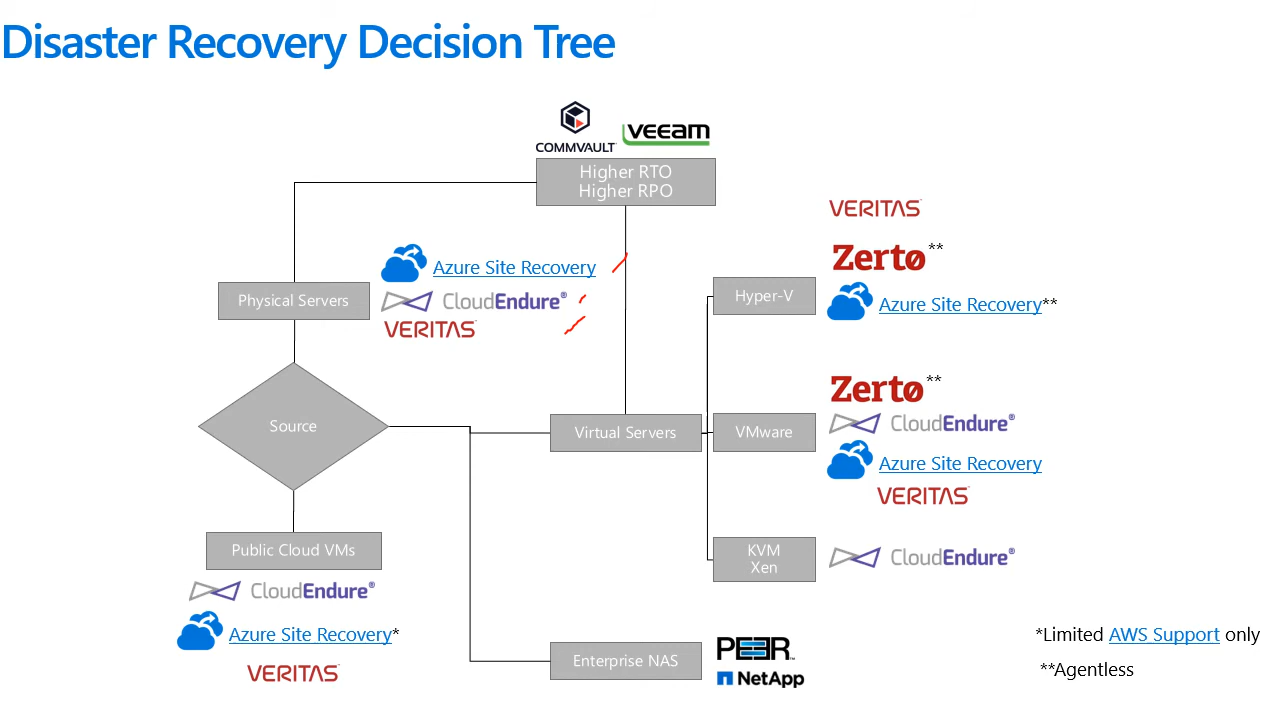 Disaster Recovery Decision Tree
COMMVAULT
veeam
Higher RTO
Higher RPO
VERITAS
Zerto**
Azure Site Recovery
Azure Site Recovery**
Physical Servers
CloudEndure®
VERITAS
Hyper-V
Zerto**
Source
Virtual Servers
VMware
CloudEndure®
Azure Site Recovery
VERITAS
Public Cloud VMs
KVM
Xen
CloudEndure®
CloudEndure®
Azure Site Recovery*
VERITAS
Enterprise NAS
PEER
NetApp
*Limited AWS Support only
**Agentless